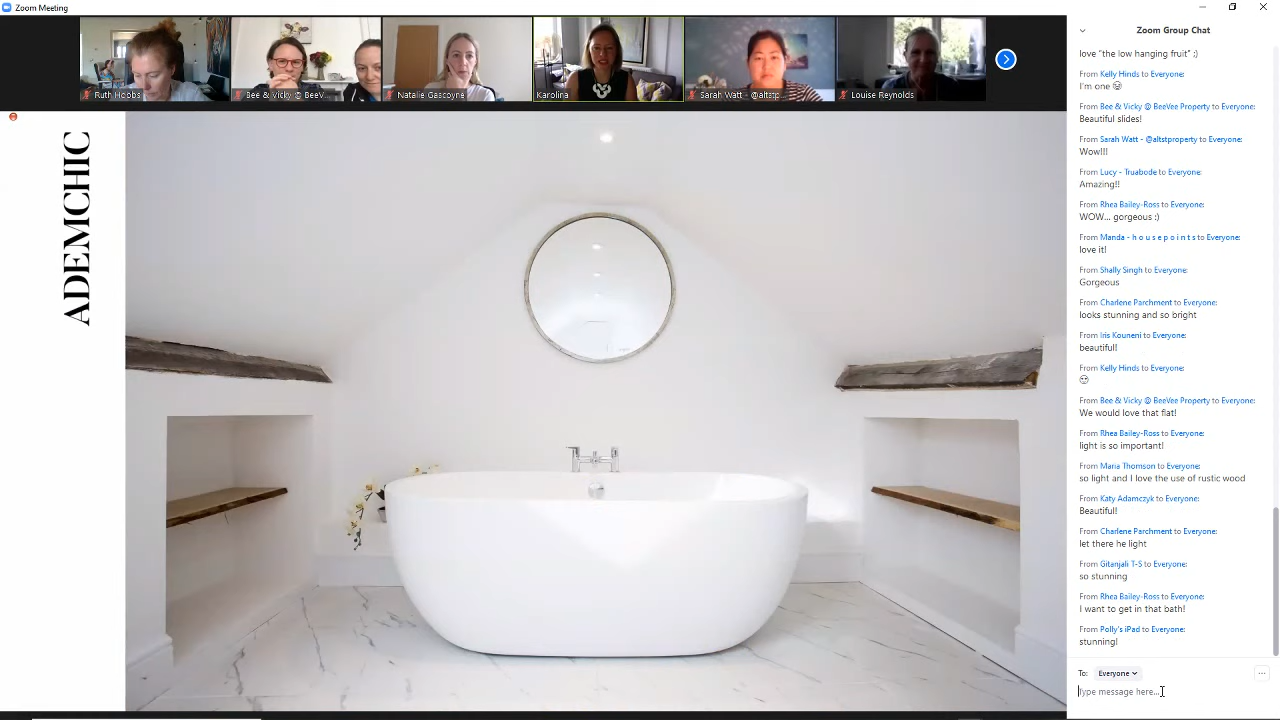 Zoom Meeting
Ruth Hobbs
Bee & Vicky @ BeeV...
Natalie Gascoyne
Karolina
Sarah Watt - @altstp...
Louise Reynolds
ADEMCHIC
Zoom Group Chat
love "the low hanging fruit" ;)
From Kelly Hinds to Everyone:
I'm one 😄
From Bee & Vicky @ BeeVee Property to Everyone:
Beautiful slides!
From Sarah Watt - @altstproperty to Everyone:
Wow!!!
From Lucy - Truabode to Everyone:
Amazing!!
From Rhea Bailey-Ross to Everyone:
WOW... gorgeous :)
From Manda - h o u s e p o i n t s to Everyone:
love it!
From Shally Singh to Everyone:
Gorgeous
From Charlene Parchment to Everyone:
looks stunning and so bright
From Iris Kouneni to Everyone:
beautiful!
From Kelly Hinds to Everyone:
🙂
From Bee & Vicky @ BeeVee Property to Everyone:
We would love that flat!
From Rhea Bailey-Ross to Everyone:
light is so important!
From Maria Thomson to Everyone:
so light and I love the use of rustic wood
From Katy Adamczyk to Everyone:
Beautiful!
From Charlene Parchment to Everyone:
let there he light
From Gitanjali T-S to Everyone:
so stunning
From Rhea Bailey-Ross to Everyone:
I want to get in that bath!
From Polly's iPad to Everyone:
stunning!
To: Everyone
Type message here...